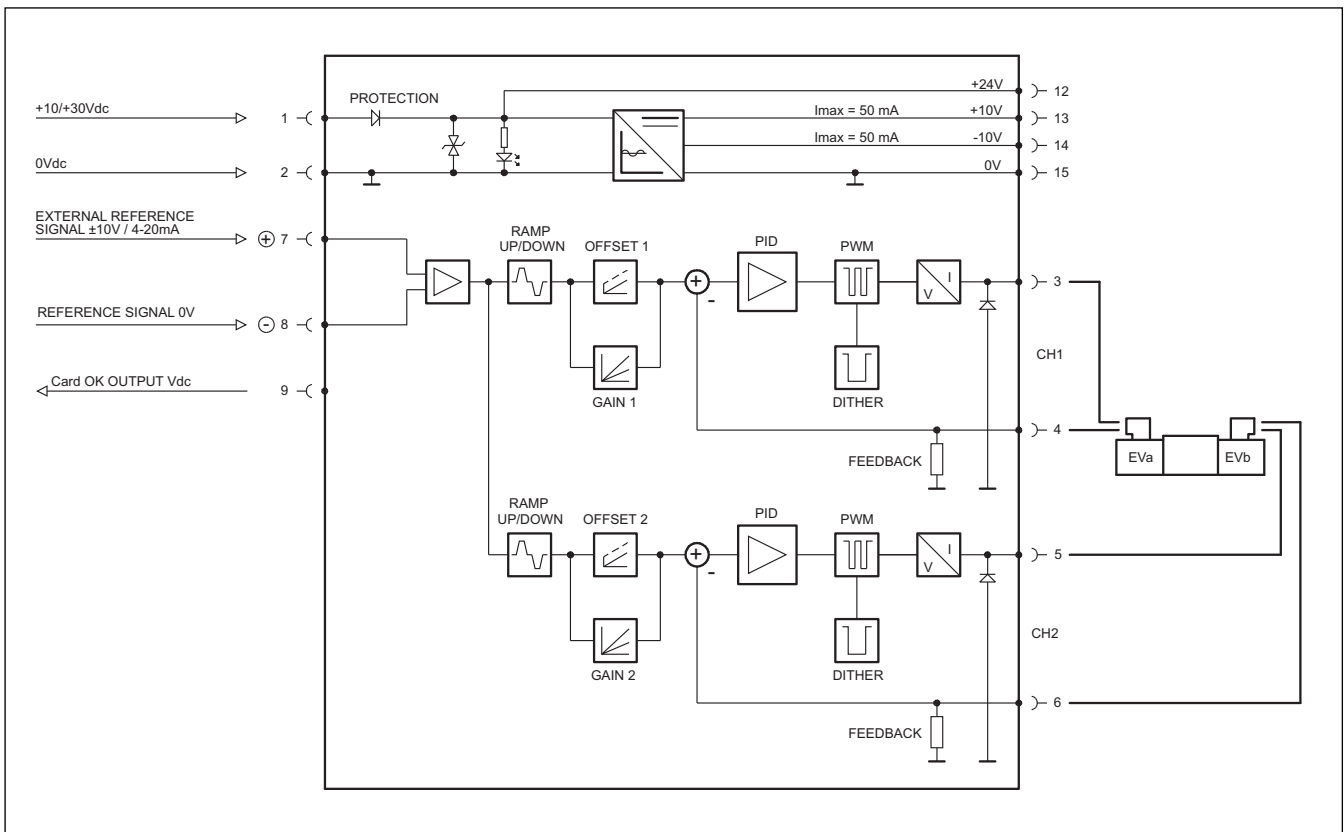 +24V
12
+10/+30Vdc
PROTECTION
1
Imax = 50 mA
+10V
13
Imax = 50 mA
-10V
14
0Vdc
2
0V
15
EXTERNAL REFERENCE
SIGNAL ±10V / 4-20mA
+ 7
RAMP
UP/DOWN
OFFSET 1
PID
PWM
+
-
I
V
3
REFERENCE SIGNAL 0V
- 8
CH1
Card OK OUTPUT Vdc
9
GAIN 1
DITHER
4
FEEDBACK
EVa
EVb
RAMP
UP/DOWN
OFFSET 2
PID
PWM
+
-
I
V
5
CH2
GAIN 2
DITHER
6
FEEDBACK